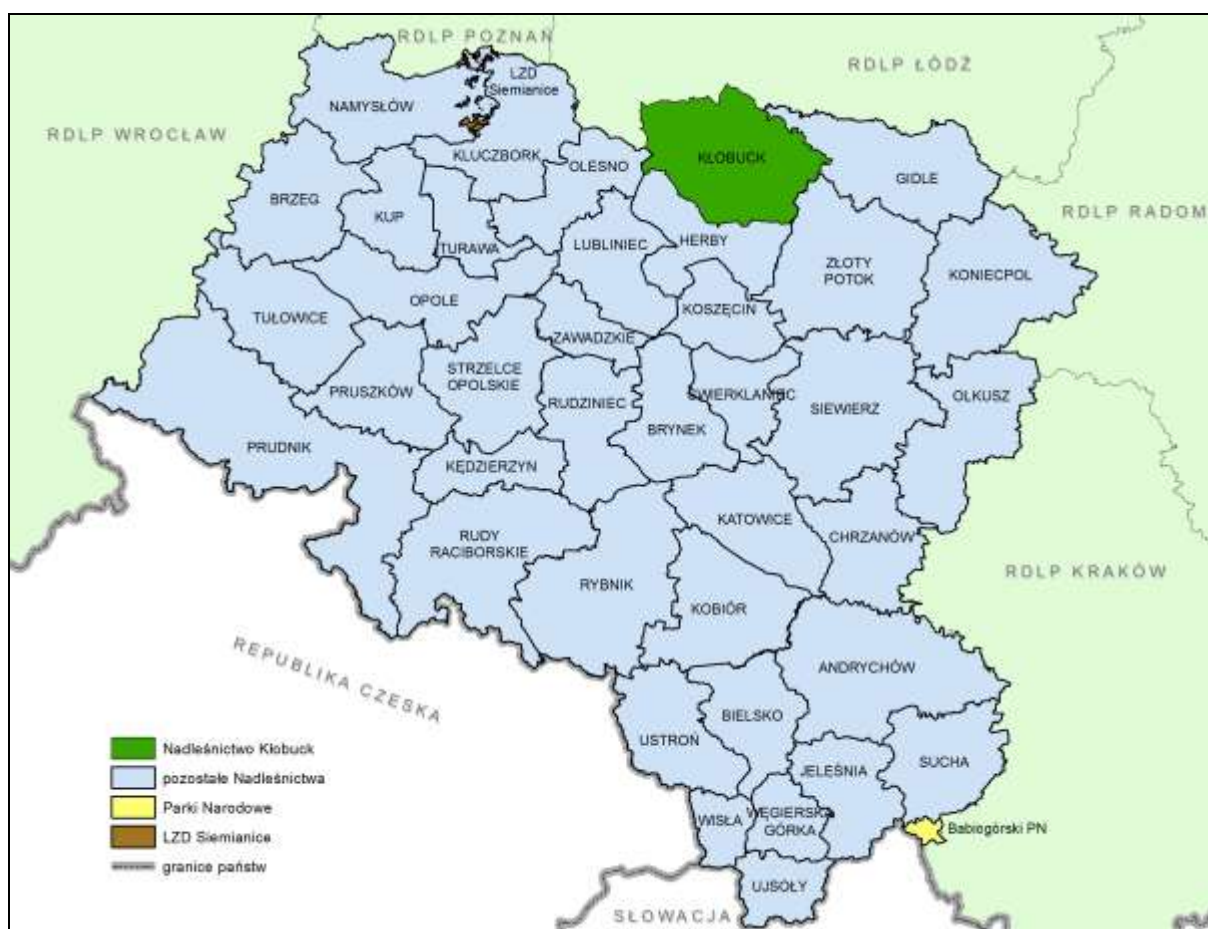 RDLP POZNAŃ
LZD
Siemianice
RDLP ŁÓDŹ
NAMYSŁÓW
RDLP WROCŁAW
KLUCZBORK
OLESNO
KŁOBUCK
GIDLE
BRZEG
KUP
TURAWA
LUBLINIEC
HERBY
RDLP RADOM
ZŁOTY
POTOK
KONIECPOL
OPOLE
KOSZĘCIN
TUŁOWICE
ZAWADZKIE
STRZELCE
OPOLSKIE
PRUSZKÓW
RUDZINIEC
ŚWIERKLANIEC
SIEWIERZ
OLKUSZ
BRYNEK
PRUDNIK
KĘDZIERZYN
KATOWICE
CHRZANÓW
RUDY
RACIBORSKIE
RDLP KRAKÓW
RYBNIK
KOBIÓR
REPUBLIKA CZESKA
ANDRYCHÓW
BIELSKO
USTROŃ
SUCHA
JELEŚNIA
WISŁA
WĘGIERSKA
GÓRKA
Babiogórski PN
UJSOŁY
SŁOWACJA
Nadleśnictwo Kłobuck
pozostałe Nadleśnictwa
Parki Narodowe
LZD Siemianice
granice państw